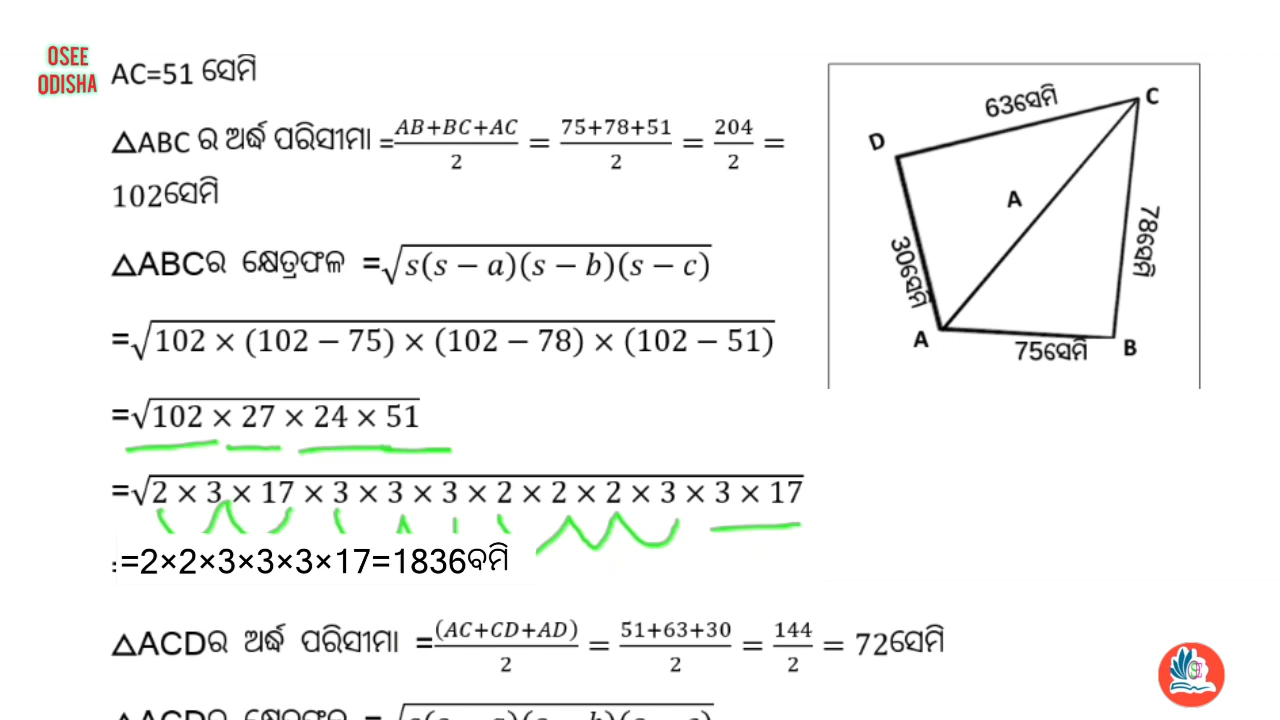 OSEE
ODISHA
AC=51 ସେମି
△ABC ର ଅର୍ଦ୍ଧ ପରିସୀମା =(AB+BC+AC)/2 = (75+78+51)/2 = 204/2 =
102ସେମି
△ABCର କ୍ଷେତ୍ରଫଳ =√s(s − a)(s − b)(s − c)
=√102 × (102 − 75) × (102 − 78) × (102 − 51)
=√102 × 27 × 24 × 51
=√2 × 3 × 17 × 3 × 3 × 3 × 2 × 2 × 2 × 3 × 3 × 17
=2×2×3×3×3×17=1836ବମି
△ACDର ଅର୍ଦ୍ଧ ପରିସୀମା =(AC+CD+AD)/2 = 51+63+30/2 = 144/2 = 72ସେମି
△ACDର କ୍ଷେତ୍ରଫଳ = √s(s − a)(s − b)(s − c)
63ସେମି
C
D
A
78ସେମି
30ସେମି
A
75ସେମି
B